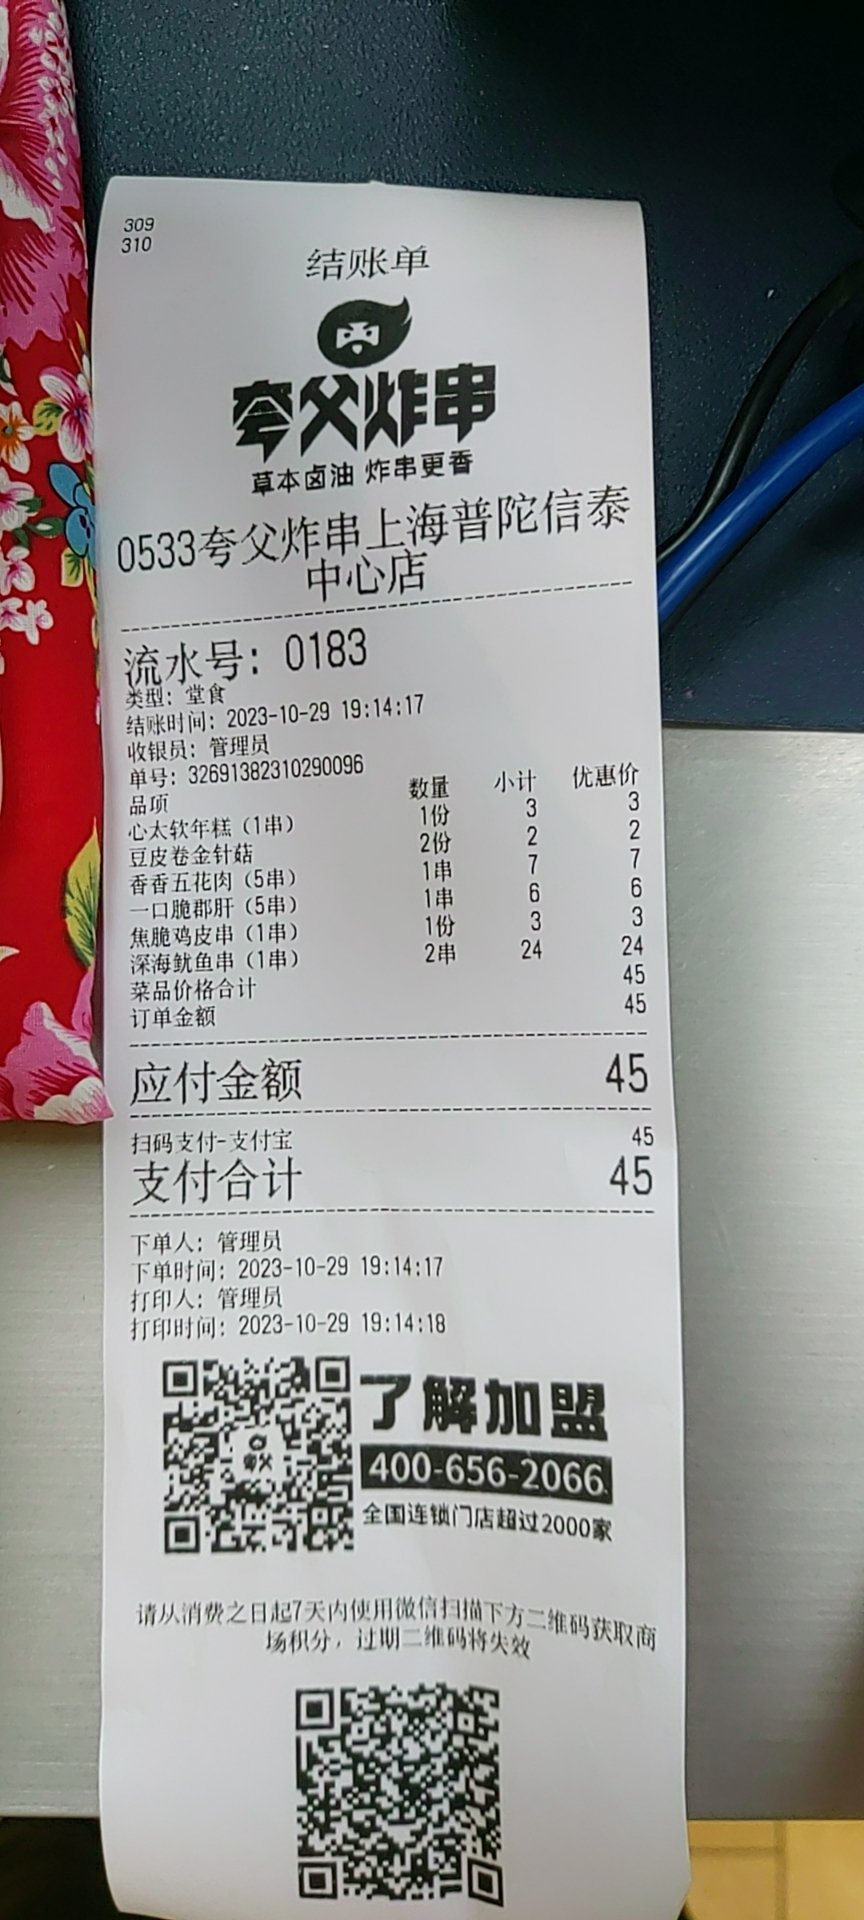 309
310
结账单
夸父炸串
草本卤油 炸串更香
0533夸父炸串上海普陀信泰
中心店
流水号: 0183
类型: 堂食
结账时间: 2023-10-29 19:14:17
收银员: 管理员
单号: 32691382310290096
品项 数量 小计 优惠价
心太软年糕（1串） 1份 3 3
豆皮卷金针菇 2份 2 2
香香五花肉（5串） 1串 7 7
一口脆郡肝（5串） 1串 6 6
焦脆鸡皮串（1串） 1份 3 3
深海鱿鱼串（1串） 2串 24 24
菜品价格合计 45
订单金额 45
应付金额 45
扫码支付-支付宝 45
支付合计 45
下单人: 管理员
下单时间: 2023-10-29 19:14:17
打印人: 管理员
打印时间: 2023-10-29 19:14:18
夸父
了解加盟
400-656-2066
全国连锁门店超过2000家
请从消费之日起7天内使用微信扫描下方二维码获取商
场积分，过期二维码将失效